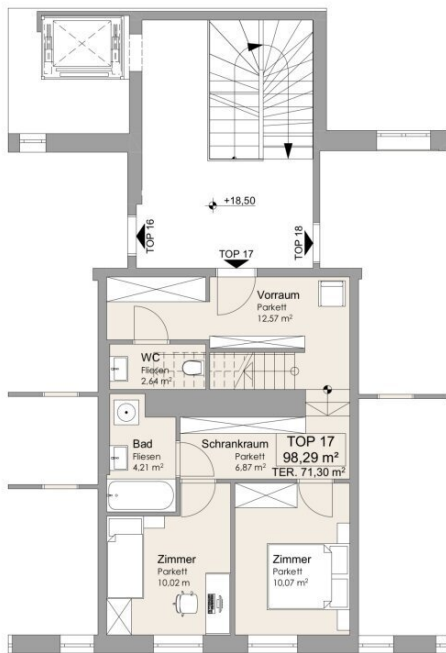 +18,50
TOP 16
TOP 17
TOP 18
Vorraum
Parkett
12.57 m²
WC
Fliesen
2.64 m²
Bad
Fliesen
4.21 m²
Schrankraum
Parkett
6,87 m²
TOP 17
98,29 m²
TER. 71,30 m²
Zimmer
Parkett
10,02 m
Zimmer
Parkett
10,07 m²